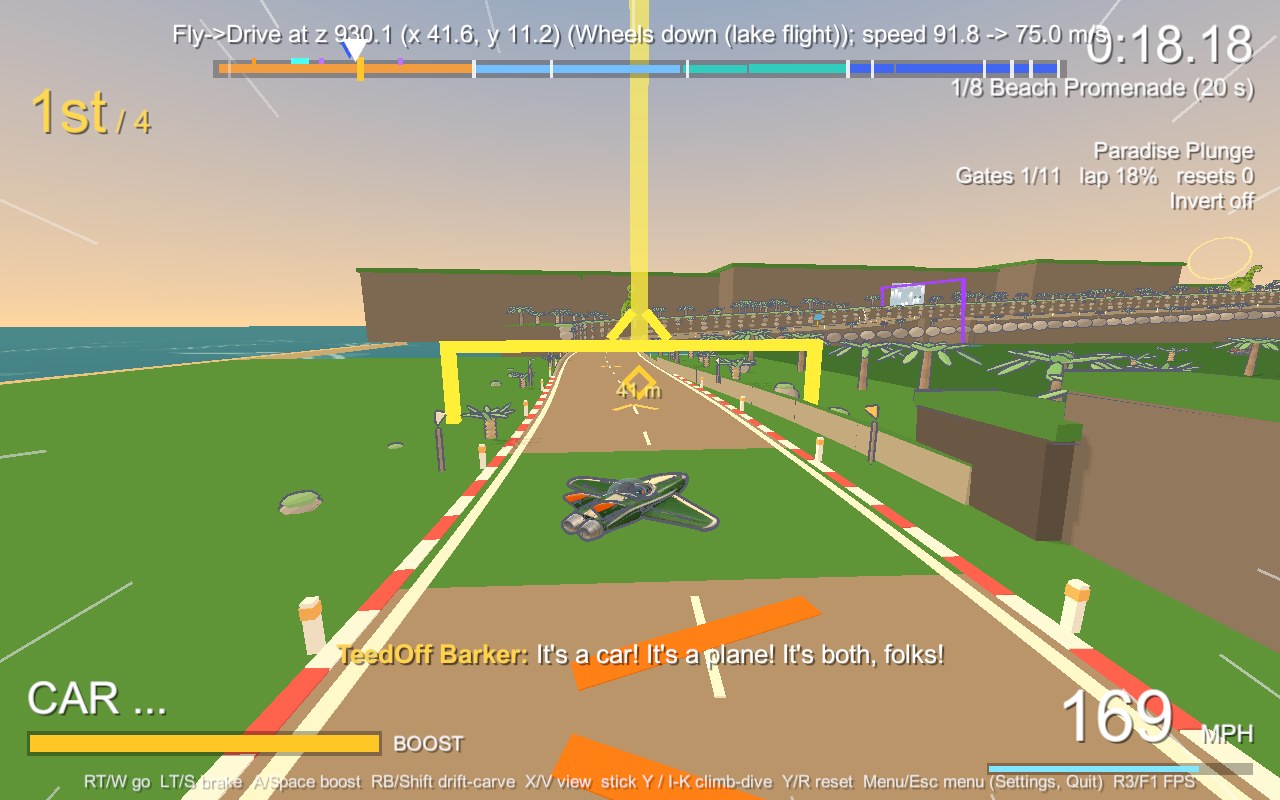 Fly->Drive at z 930.1 (x 41.6, y 11.2) (Wheels down (lake flight)); speed 91.8 -> 75.0 m/s
0:18.18
1/8 Beach Promenade (20 s)
1st / 4
Paradise Plunge
Gates 1/11 lap 18% resets 0
Invert off
41 m
TeedOff Barker: It's a car! It's a plane! It's both, folks!
CAR ...
169 MPH
BOOST
RT/W go LT/S brake A/Space boost RB/Shift drift-carve X/V view stick Y / I-K climb-dive Y/R reset Menu/Esc menu (Settings, Quit) R3/F1 FPS